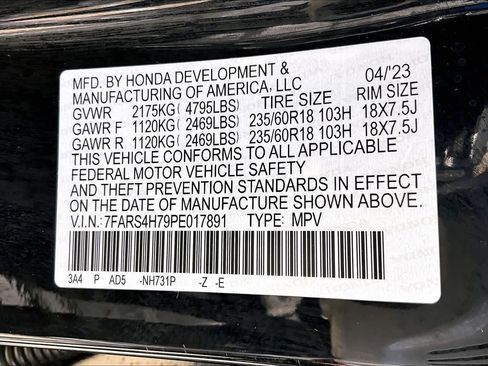 MFD. BY HONDA DEVELOPMENT & 04/'23
MANUFACTURING OF AMERICA, LLC
GVWR 2175KG( 4795LBS) TIRE SIZE RIM SIZE
GAWR F 1120KG( 2469LBS) 235/60R18 103H 18X7.5J
GAWR R 1120KG( 2469LBS) 235/60R18 103H 18X7.5J
THIS VEHICLE CONFORMS TO ALL APPLICABLE
FEDERAL MOTOR VEHICLE SAFETY
AND THEFT PREVENTION STANDARDS IN EFFECT
ON THE DATE OF MANUFACTURE SHOWN ABOVE.
V.I.N.: 7FARS4H79PE017891 TYPE: MPV
3A4 P AD5 -NH731P -Z -E